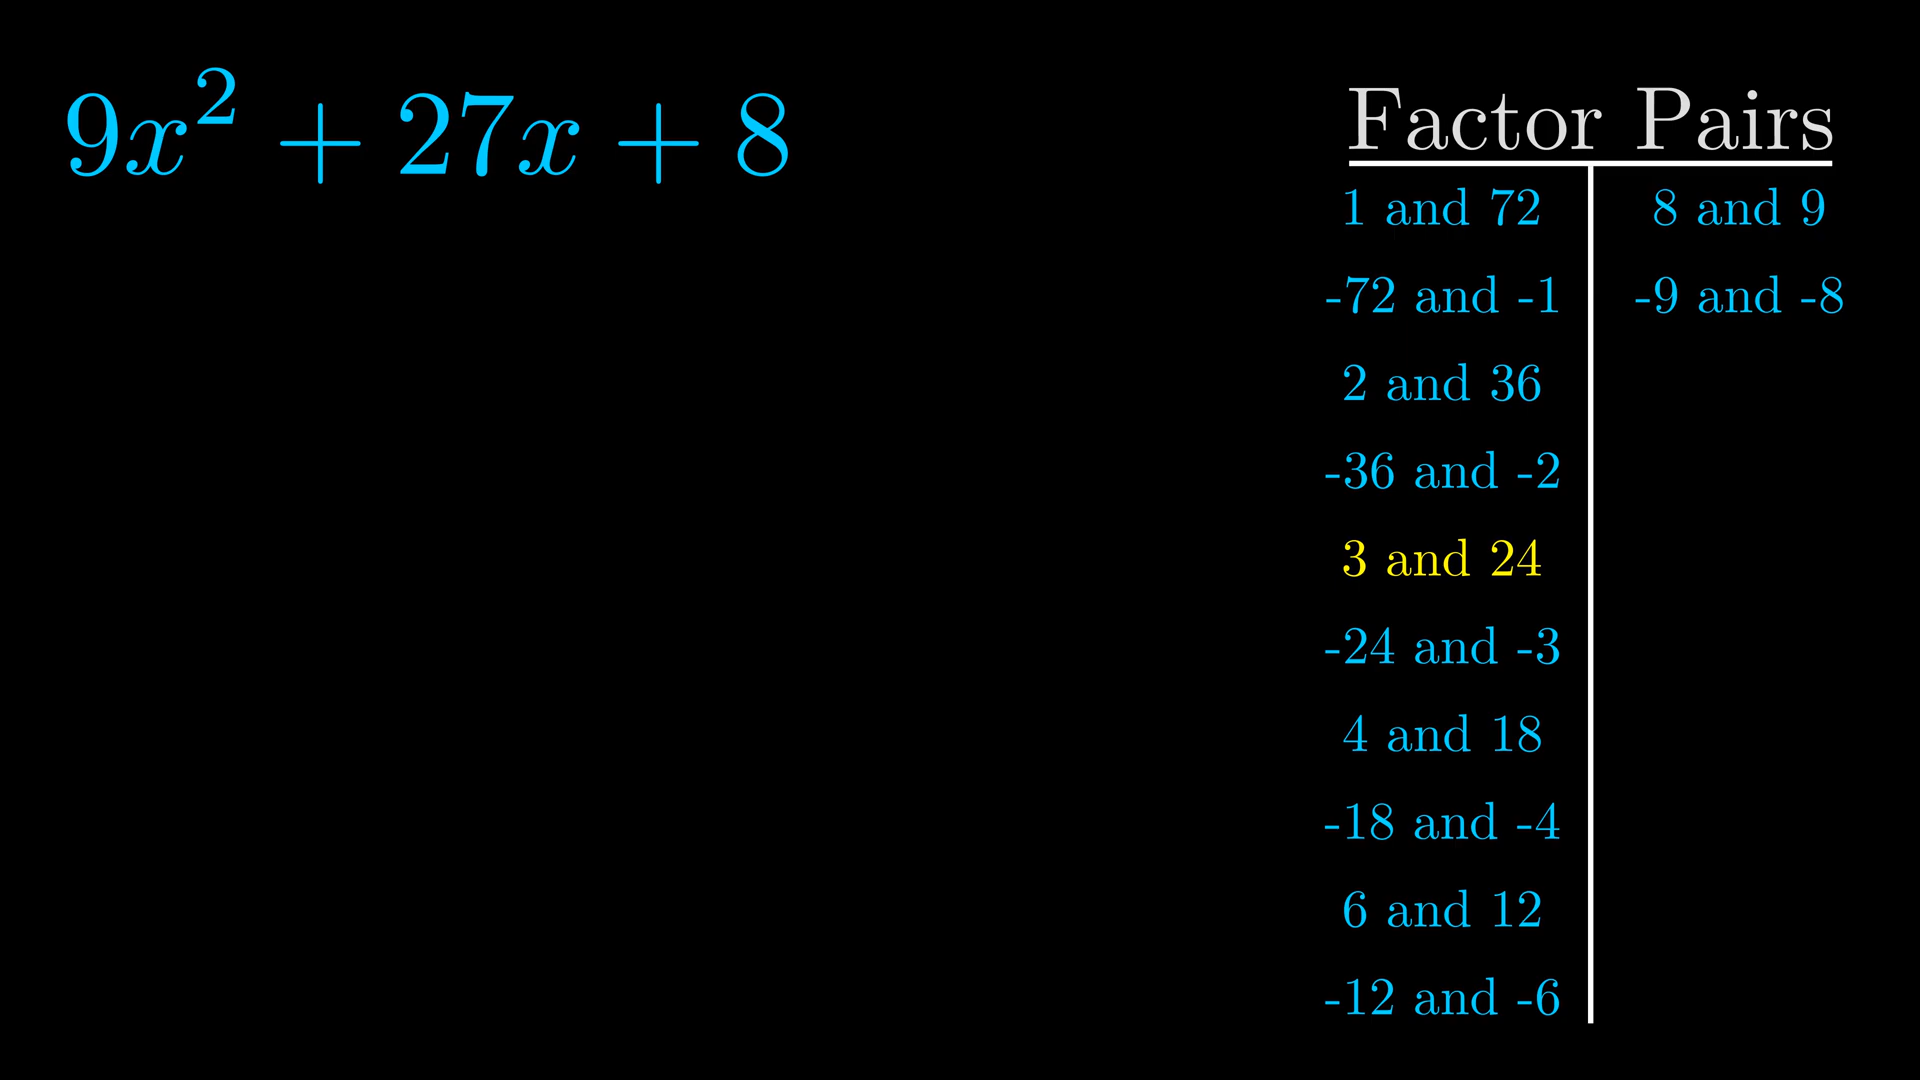 9x² + 27x + 8
Factor Pairs
1 and 72
-72 and -1
2 and 36
-36 and -2
3 and 24
-24 and -3
4 and 18
-18 and -4
6 and 12
-12 and -6
8 and 9
-9 and -8